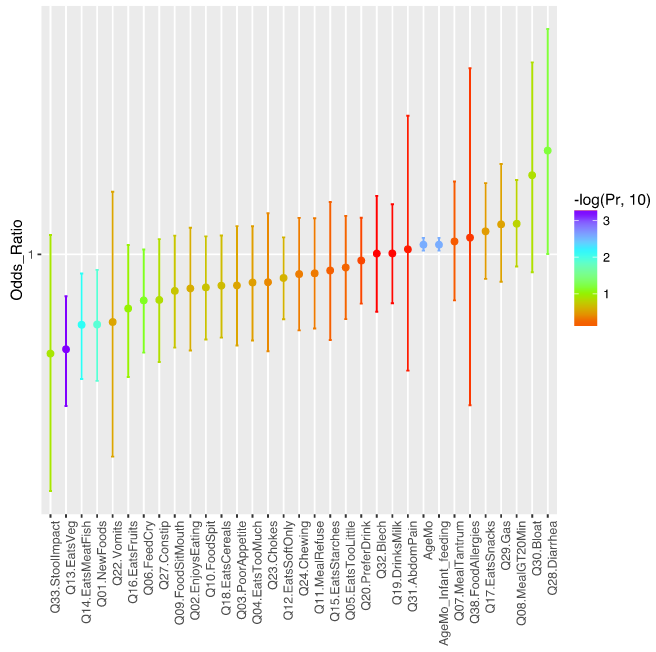 Odds_Ratio
1
-log(Pr, 10)
3
2
1
Q33.StoolImpact
Q13.EatsVeg
Q14.EatsMeatFish
Q01.NewFoods
Q22.Vomits
Q16.EatsFruits
Q06.FeedCry
Q27.Constip
Q09.FoodSitMouth
Q02.EnjoysEating
Q10.FoodSpit
Q18.EatsCereals
Q03.PoorAppetite
Q04.EatsTooMuch
Q23.Chokes
Q12.EatsSoftOnly
Q24.Chewing
Q11.MealRefuse
Q15.EatsStarches
Q05.EatsTooLittle
Q20.PreferDrink
Q32.Blech
Q19.DrinksMilk
Q31.AbdomPain
AgeMo
AgeMo_Infant_feeding
Q07.MealTantrum
Q38.FoodAllergies
Q17.EatsSnacks
Q29.Gas
Q08.MealGT20Min
Q30.Bloat
Q28.Diarrhea